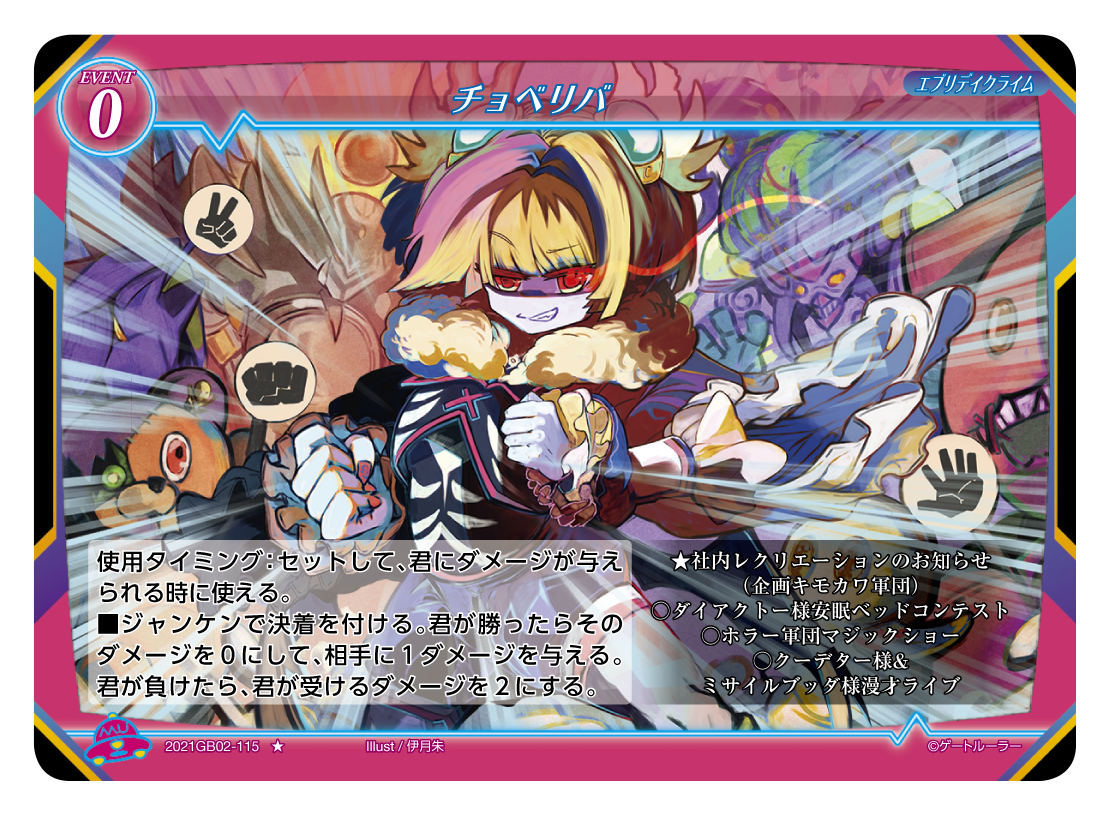 EVENT
0
チョベリバ
エブリデイクライム
使用タイミング：セットして、君にダメージが与え
られる時に使える。
■ジャンケンで決着を付ける。君が勝ったらその
ダメージを０にして、相手に１ダメージを与える。
君が負けたら、君が受けるダメージを２にする。
★社内レクリエーションのお知らせ
（企画キモカワ軍団）
○ダイアクトー様安眠ベッドコンテスト
○ホラー軍団マジックショー
○クーデター様&
ミサイルブッダ様漫才ライブ
MU
2021GB02-115 ★
Illust / 伊月朱
©ゲートルーラー